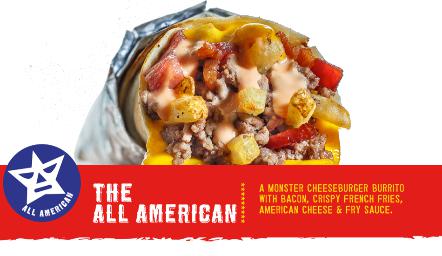 THE
ALL AMERICAN
A MONSTER CHEESEBURGER BURRITO
WITH BACON, CRISPY FRENCH FRIES,
AMERICAN CHEESE & FRY SAUCE.
ALL AMERICAN